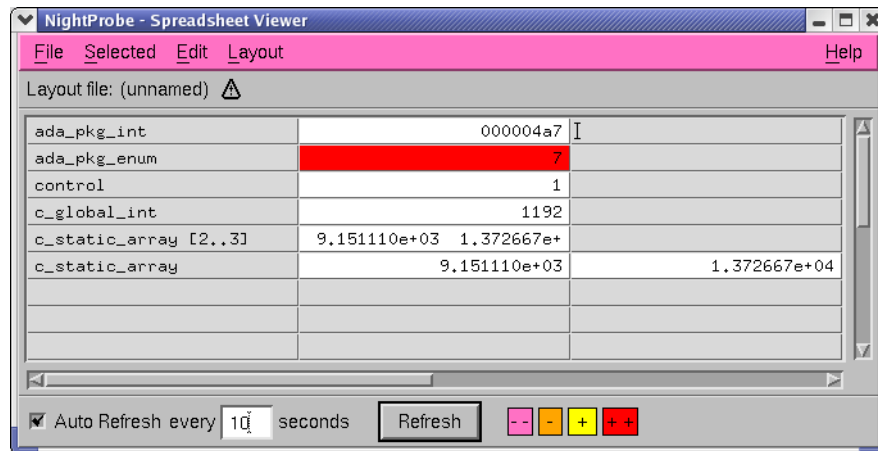 NightProbe - Spreadsheet Viewer
File Selected Edit Layout Help
Layout file: (unnamed)
ada_pkg_int 000004a7
ada_pkg_enum 7
control 1
c_global_int 1192
c_static_array [2..3] 9.151110e+03 1.372667e+
c_static_array 9.151110e+03 1.372667e+04
Auto Refresh every 10 seconds Refresh -- - + ++